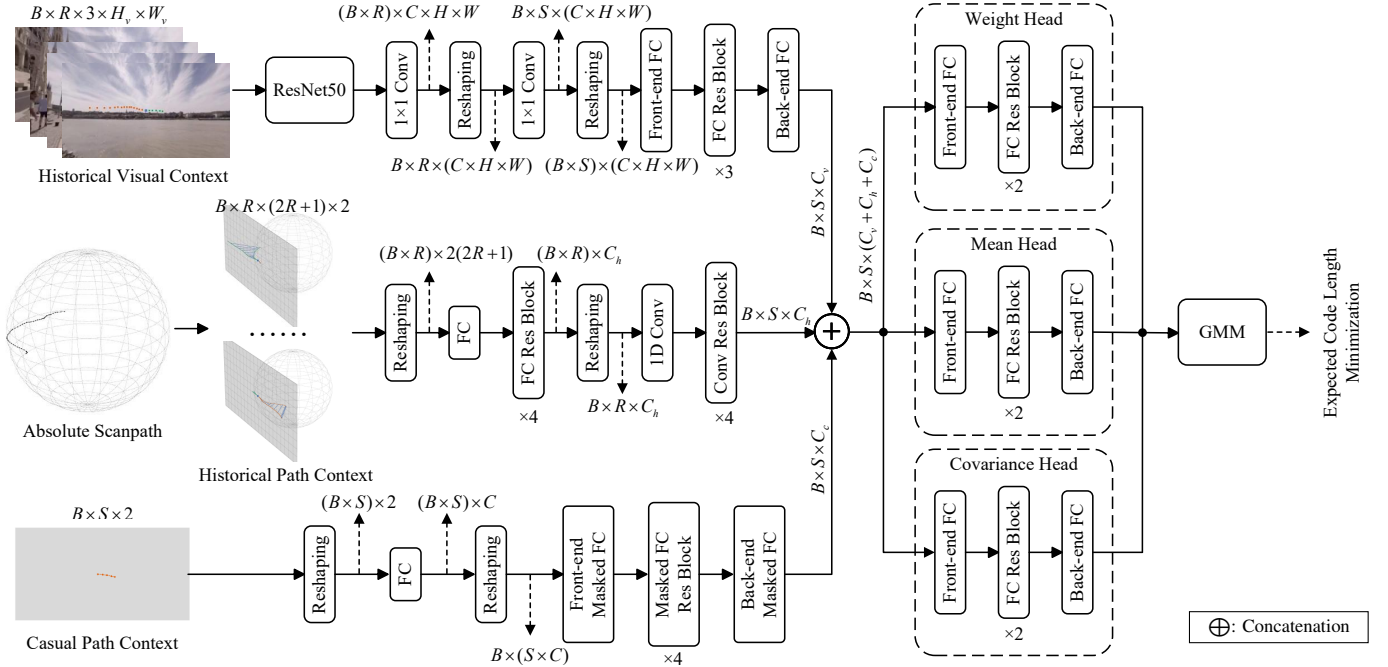 B×R×3×H_v×W_v
Historical Visual Context
ResNet50
1×1 Conv
(B×R)×C×H×W
Reshaping
B×R×(C×H×W)
1×1 Conv
B×S×(C×H×W)
Reshaping
(B×S)×(C×H×W)
Front-end FC
FC Res Block
×3
Back-end FC
B×S×C_v
Absolute Scanpath
B×R×(2R+1)×2
......
Historical Path Context
Reshaping
(B×R)×2(2R+1)
FC
FC Res Block
×4
(B×R)×C_h
Reshaping
B×R×C_h
1D Conv
Conv Res Block
×4
B×S×C_h
B×S×2
Casual Path Context
Reshaping
(B×S)×2
FC
(B×S)×C
Reshaping
B×(S×C)
Front-end
Masked FC
Masked FC
Res Block
×4
Back-end
Masked FC
B×S×C_c
+
B×S×(C_v+C_h+C_c)
Weight Head
Front-end FC
FC Res Block
×2
Back-end FC
Mean Head
Front-end FC
FC Res Block
×2
Back-end FC
Covariance Head
Front-end FC
FC Res Block
×2
Back-end FC
GMM
Expected Code Length
Minimization
⊕: Concatenation